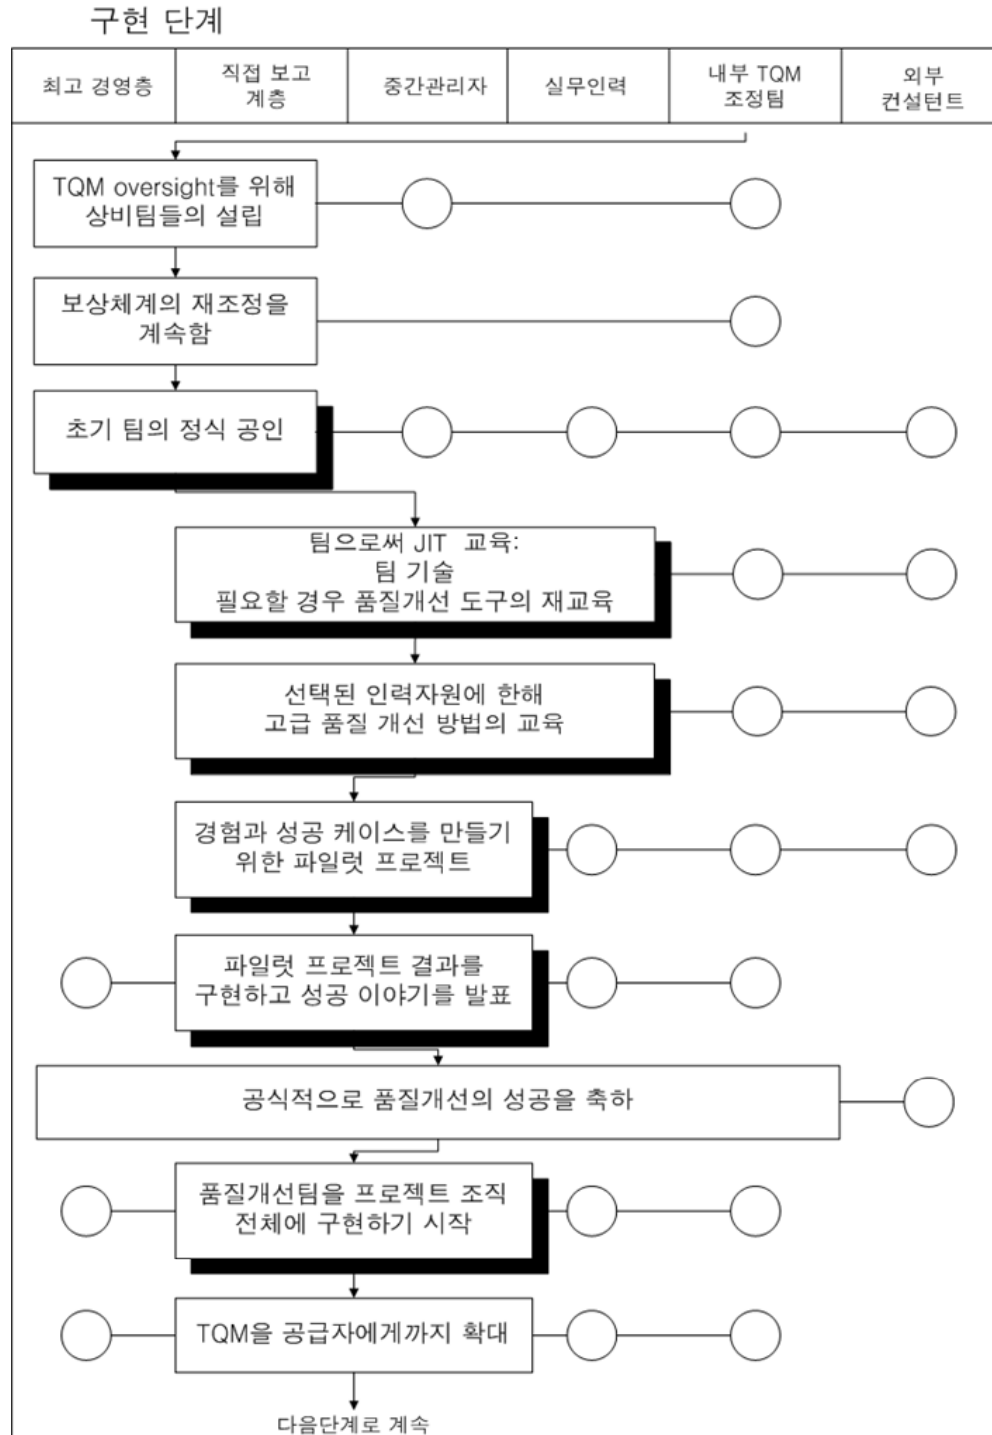 구현 단계
최고 경영층
직접 보고
계층
중간관리자
실무인력
내부 TQM
조정팀
외부
컨설턴트
TQM oversight를 위해
상비팀들의 설립
보상체계의 재조정을
계속함
초기 팀의 정식 공인
팀으로써 JIT 교육:
팀 기술
필요할 경우 품질개선 도구의 재교육
선택된 인력자원에 한해
고급 품질 개선 방법의 교육
경험과 성공 케이스를 만들기
위한 파일럿 프로젝트
파일럿 프로젝트 결과를
구현하고 성공 이야기를 발표
공식적으로 품질개선의 성공을 축하
품질개선팀을 프로젝트 조직
전체에 구현하기 시작
TQM을 공급자에게까지 확대
다음단계로 계속